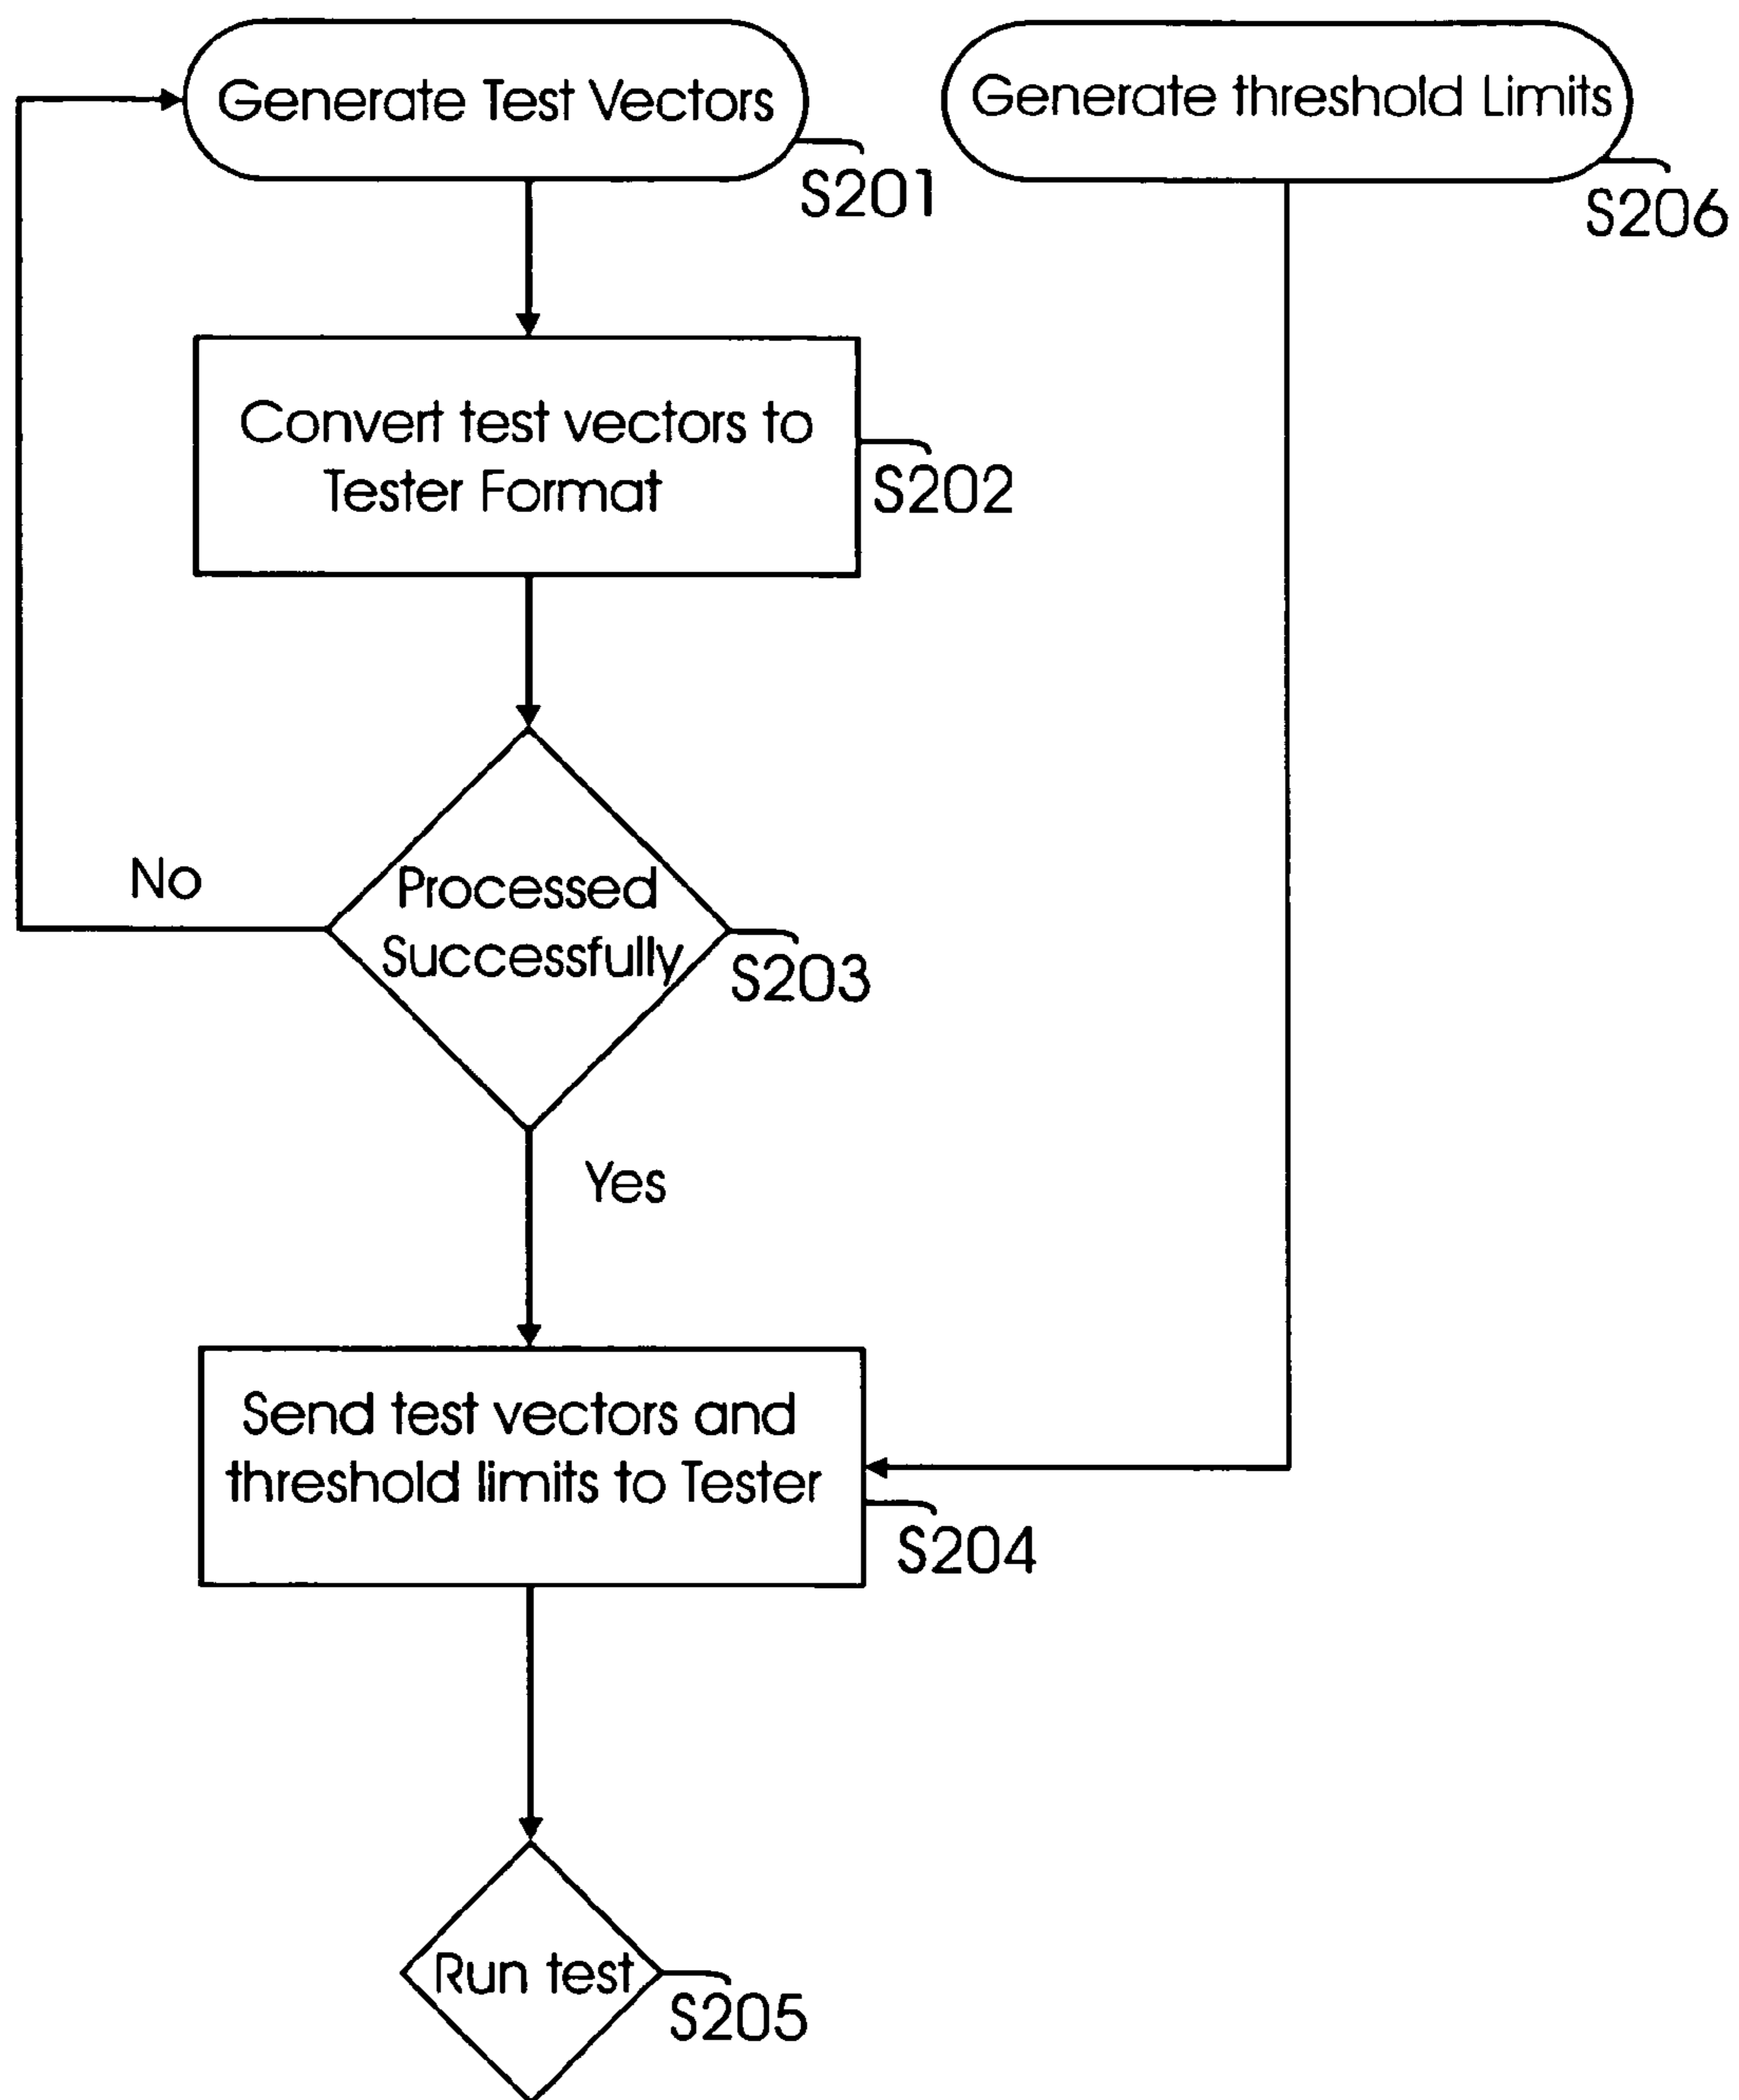 Generate Test Vectors
S201
Generate threshold Limits
S206
Convert test vectors to
Tester Format
S202
No
Processed
Successfully
S203
Yes
Send test vectors and
threshold limits to Tester
S204
Run test
S205